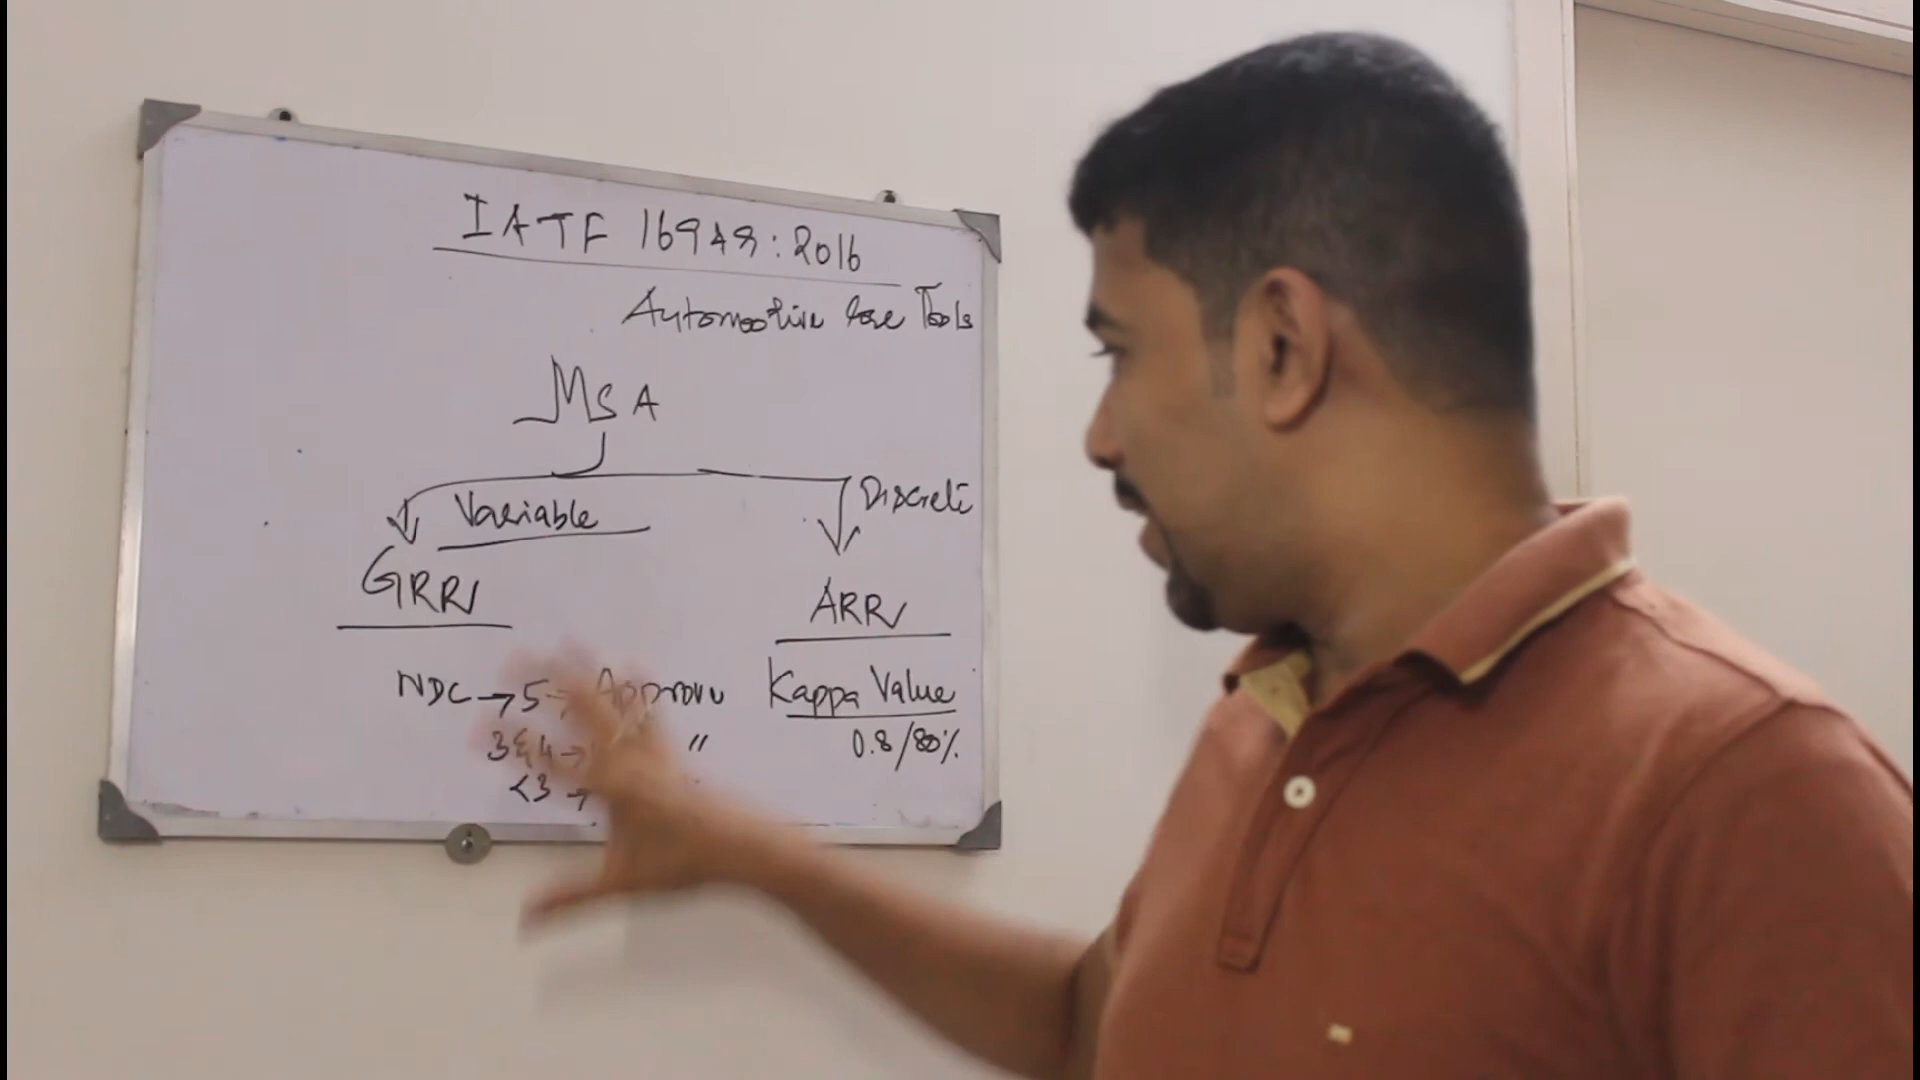 IATF 16949:2016
Automotive Core Tools
MSA
Variable
Discrete
GRR
ARR
NDC → 5 → Approve
3 & 4 → "
<3 →
Kappa Value
0.8/80%